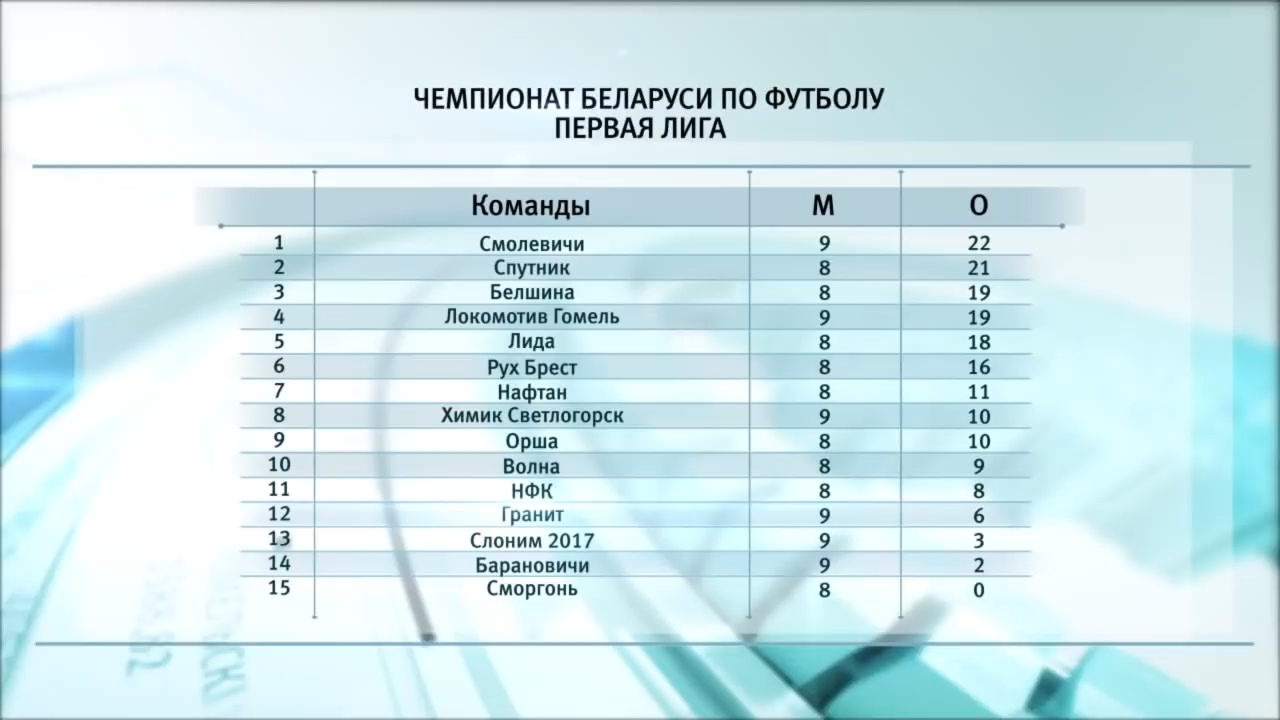 ЧЕМПИОНАТ БЕЛАРУСИ ПО ФУТБОЛУ
ПЕРВАЯ ЛИГА
Команды М О
1 Смолевичи 9 22
2 Спутник 8 21
3 Белшина 8 19
4 Локомотив Гомель 9 19
5 Лида 8 18
6 Рух Брест 8 16
7 Нафтан 8 11
8 Химик Светлогорск 9 10
9 Орша 8 10
10 Волна 8 9
11 НФК 8 8
12 Гранит 9 6
13 Слоним 2017 9 3
14 Барановичи 9 2
15 Сморгонь 8 0